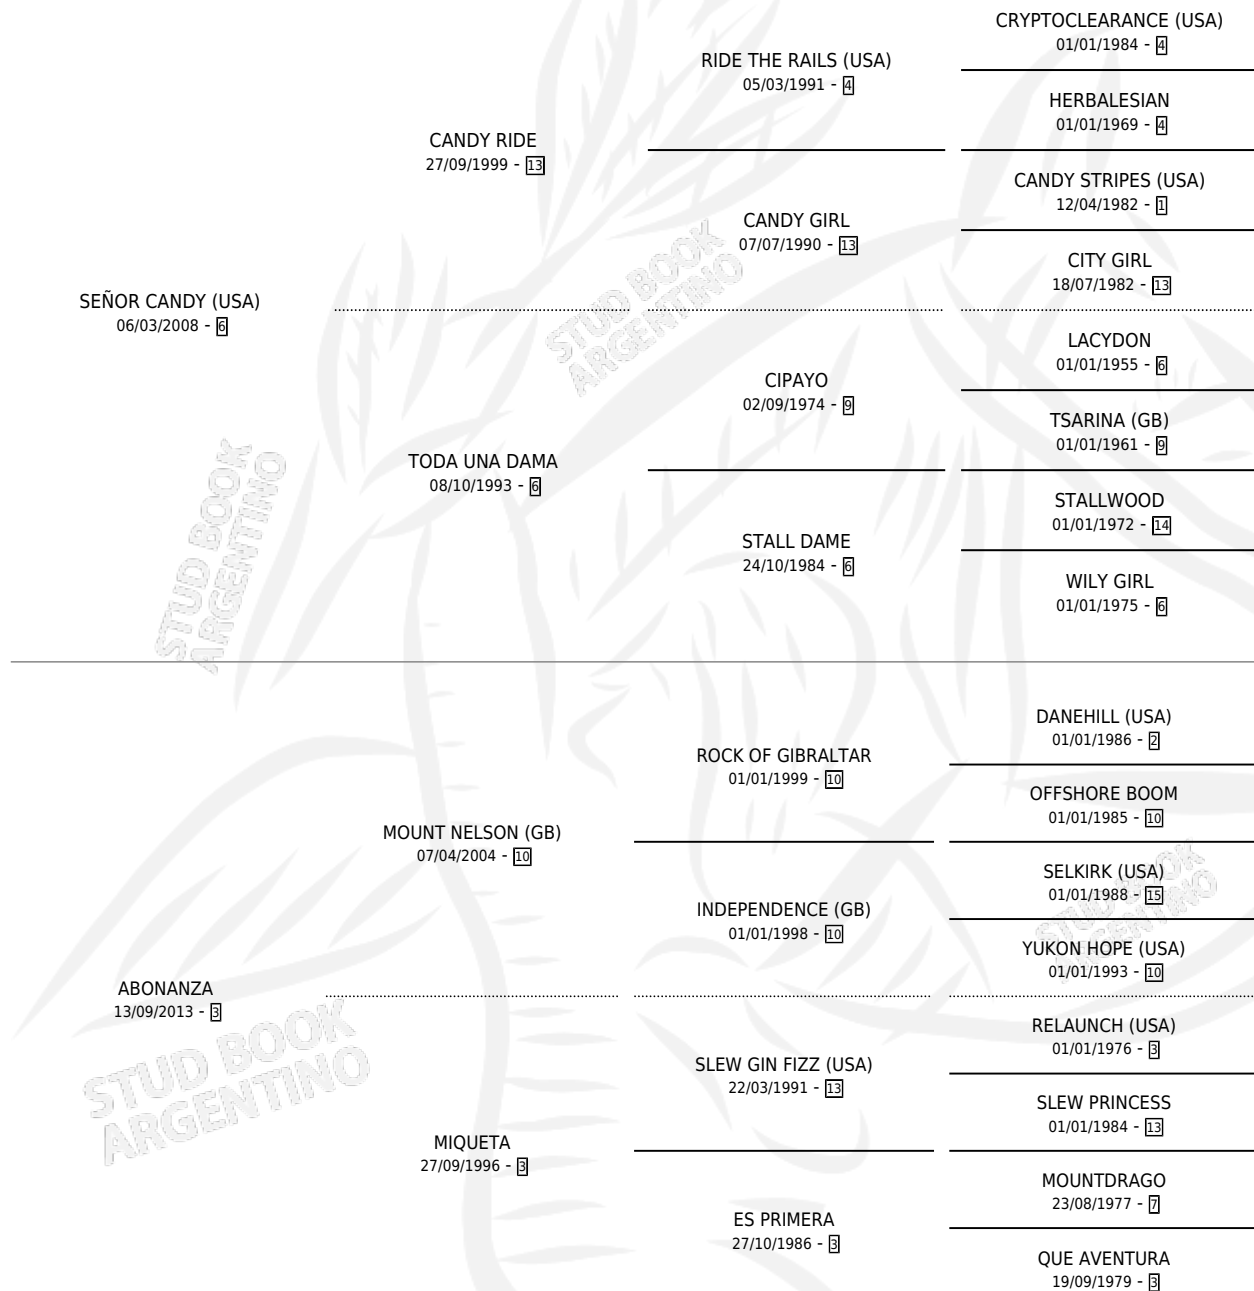 CRYPTOCLEARANCE (USA)
01/01/1984 - 4
RIDE THE RAILS (USA)
05/03/1991 - 4
HERBALESIAN
01/01/1969 - 4
CANDY RIDE
27/09/1999 - 13
CANDY STRIPES (USA)
12/04/1982 - 1
CANDY GIRL
07/07/1990 - 13
CITY GIRL
18/07/1982 - 13
SEÑOR CANDY (USA)
06/03/2008 - 6
LACYDON
01/01/1955 - 6
CIPAYO
02/09/1974 - 9
TSARINA (GB)
01/01/1961 - 9
TODA UNA DAMA
08/10/1993 - 6
STALLWOOD
01/01/1972 - 14
STALL DAME
24/10/1984 - 6
WILY GIRL
01/01/1975 - 6
DANEHILL (USA)
01/01/1986 - 2
ROCK OF GIBRALTAR
01/01/1999 - 10
OFFSHORE BOOM
01/01/1985 - 10
MOUNT NELSON (GB)
07/04/2004 - 10
SELKIRK (USA)
01/01/1988 - 15
INDEPENDENCE (GB)
01/01/1998 - 10
YUKON HOPE (USA)
01/01/1993 - 10
ABONANZA
13/09/2013 - 3
RELAUNCH (USA)
01/01/1976 - 3
SLEW GIN FIZZ (USA)
22/03/1991 - 13
SLEW PRINCESS
01/01/1984 - 13
MIQUETA
27/09/1996 - 3
MOUNTDRAGO
23/08/1977 - 7
ES PRIMERA
27/10/1986 - 3
QUE AVENTURA
19/09/1979 - 3
STUD BOOK
ARGENTINO
STUD BOOK
ARGENTINO
STUD BOOK
ARGENTINO
STUD BOOK
ARGENTINO